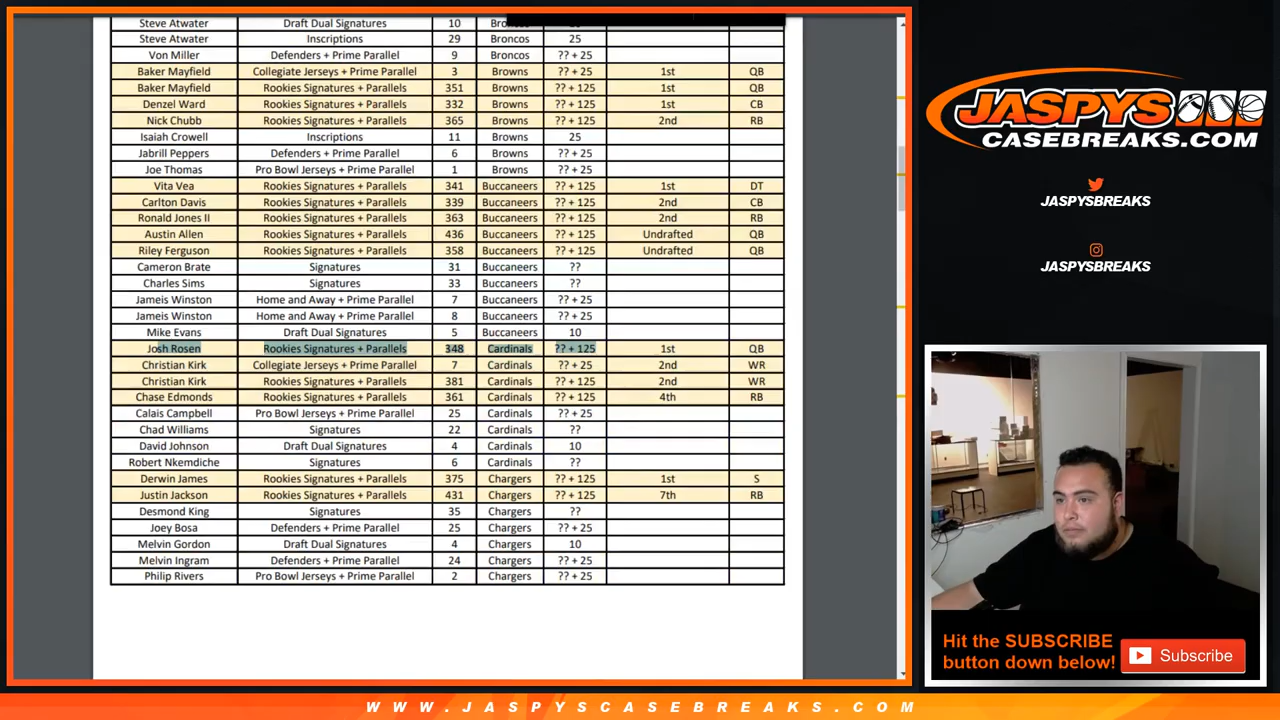 Steve Atwater Draft Dual Signatures 10 Broncos
Steve Atwater Inscriptions 29 Broncos 25
Von Miller Defenders + Prime Parallel 9 Broncos ?? + 25
Baker Mayfield Collegiate Jerseys + Prime Parallel 3 Browns ?? + 25 1st QB
Baker Mayfield Rookies Signatures + Parallels 351 Browns ?? + 125 1st QB
Denzel Ward Rookies Signatures + Parallels 332 Browns ?? + 125 1st CB
Nick Chubb Rookies Signatures + Parallels 365 Browns ?? + 125 2nd RB
Isaiah Crowell Inscriptions 11 Browns 25
Jabrill Peppers Defenders + Prime Parallel 6 Browns ?? + 25
Joe Thomas Pro Bowl Jerseys + Prime Parallel 1 Browns ?? + 25
Vita Vea Rookies Signatures + Parallels 341 Buccaneers ?? + 125 1st DT
Carlton Davis Rookies Signatures + Parallels 339 Buccaneers ?? + 125 2nd CB
Ronald Jones II Rookies Signatures + Parallels 363 Buccaneers ?? + 125 2nd RB
Austin Allen Rookies Signatures + Parallels 436 Buccaneers ?? + 125 Undrafted QB
Riley Ferguson Rookies Signatures + Parallels 358 Buccaneers ?? + 125 Undrafted QB
Cameron Brate Signatures 31 Buccaneers ??
Charles Sims Signatures 33 Buccaneers ??
Jameis Winston Home and Away + Prime Parallel 7 Buccaneers ?? + 25
Jameis Winston Home and Away + Prime Parallel 8 Buccaneers ?? + 25
Mike Evans Draft Dual Signatures 5 Buccaneers 10
Josh Rosen Rookies Signatures + Parallels 348 Cardinals ?? + 125 1st QB
Christian Kirk Collegiate Jerseys + Prime Parallel 7 Cardinals ?? + 25 2nd WR
Christian Kirk Rookies Signatures + Parallels 381 Cardinals ?? + 125 2nd WR
Chase Edmonds Rookies Signatures + Parallels 361 Cardinals ?? + 125 4th RB
Calais Campbell Pro Bowl Jerseys + Prime Parallel 25 Cardinals ?? + 25
Chad Williams Signatures 22 Cardinals ??
David Johnson Draft Dual Signatures 4 Cardinals 10
Robert Nkemdiche Signatures 6 Cardinals ??
Derwin James Rookies Signatures + Parallels 375 Chargers ?? + 125 1st S
Justin Jackson Rookies Signatures + Parallels 431 Chargers ?? + 125 7th RB
Desmond King Signatures 35 Chargers ??
Joey Bosa Defenders + Prime Parallel 25 Chargers ?? + 25
Melvin Gordon Draft Dual Signatures 4 Chargers 10
Melvin Ingram Defenders + Prime Parallel 24 Chargers ?? + 25
Philip Rivers Pro Bowl Jerseys + Prime Parallel 2 Chargers ?? + 25
JASPYS
CASEBREAKS.COM
JASPYSBREAKS
JASPYSBREAKS
Hit the SUBSCRIBE
button down below!
Subscribe
WWW.JASPYSCASEBREAKS.COM